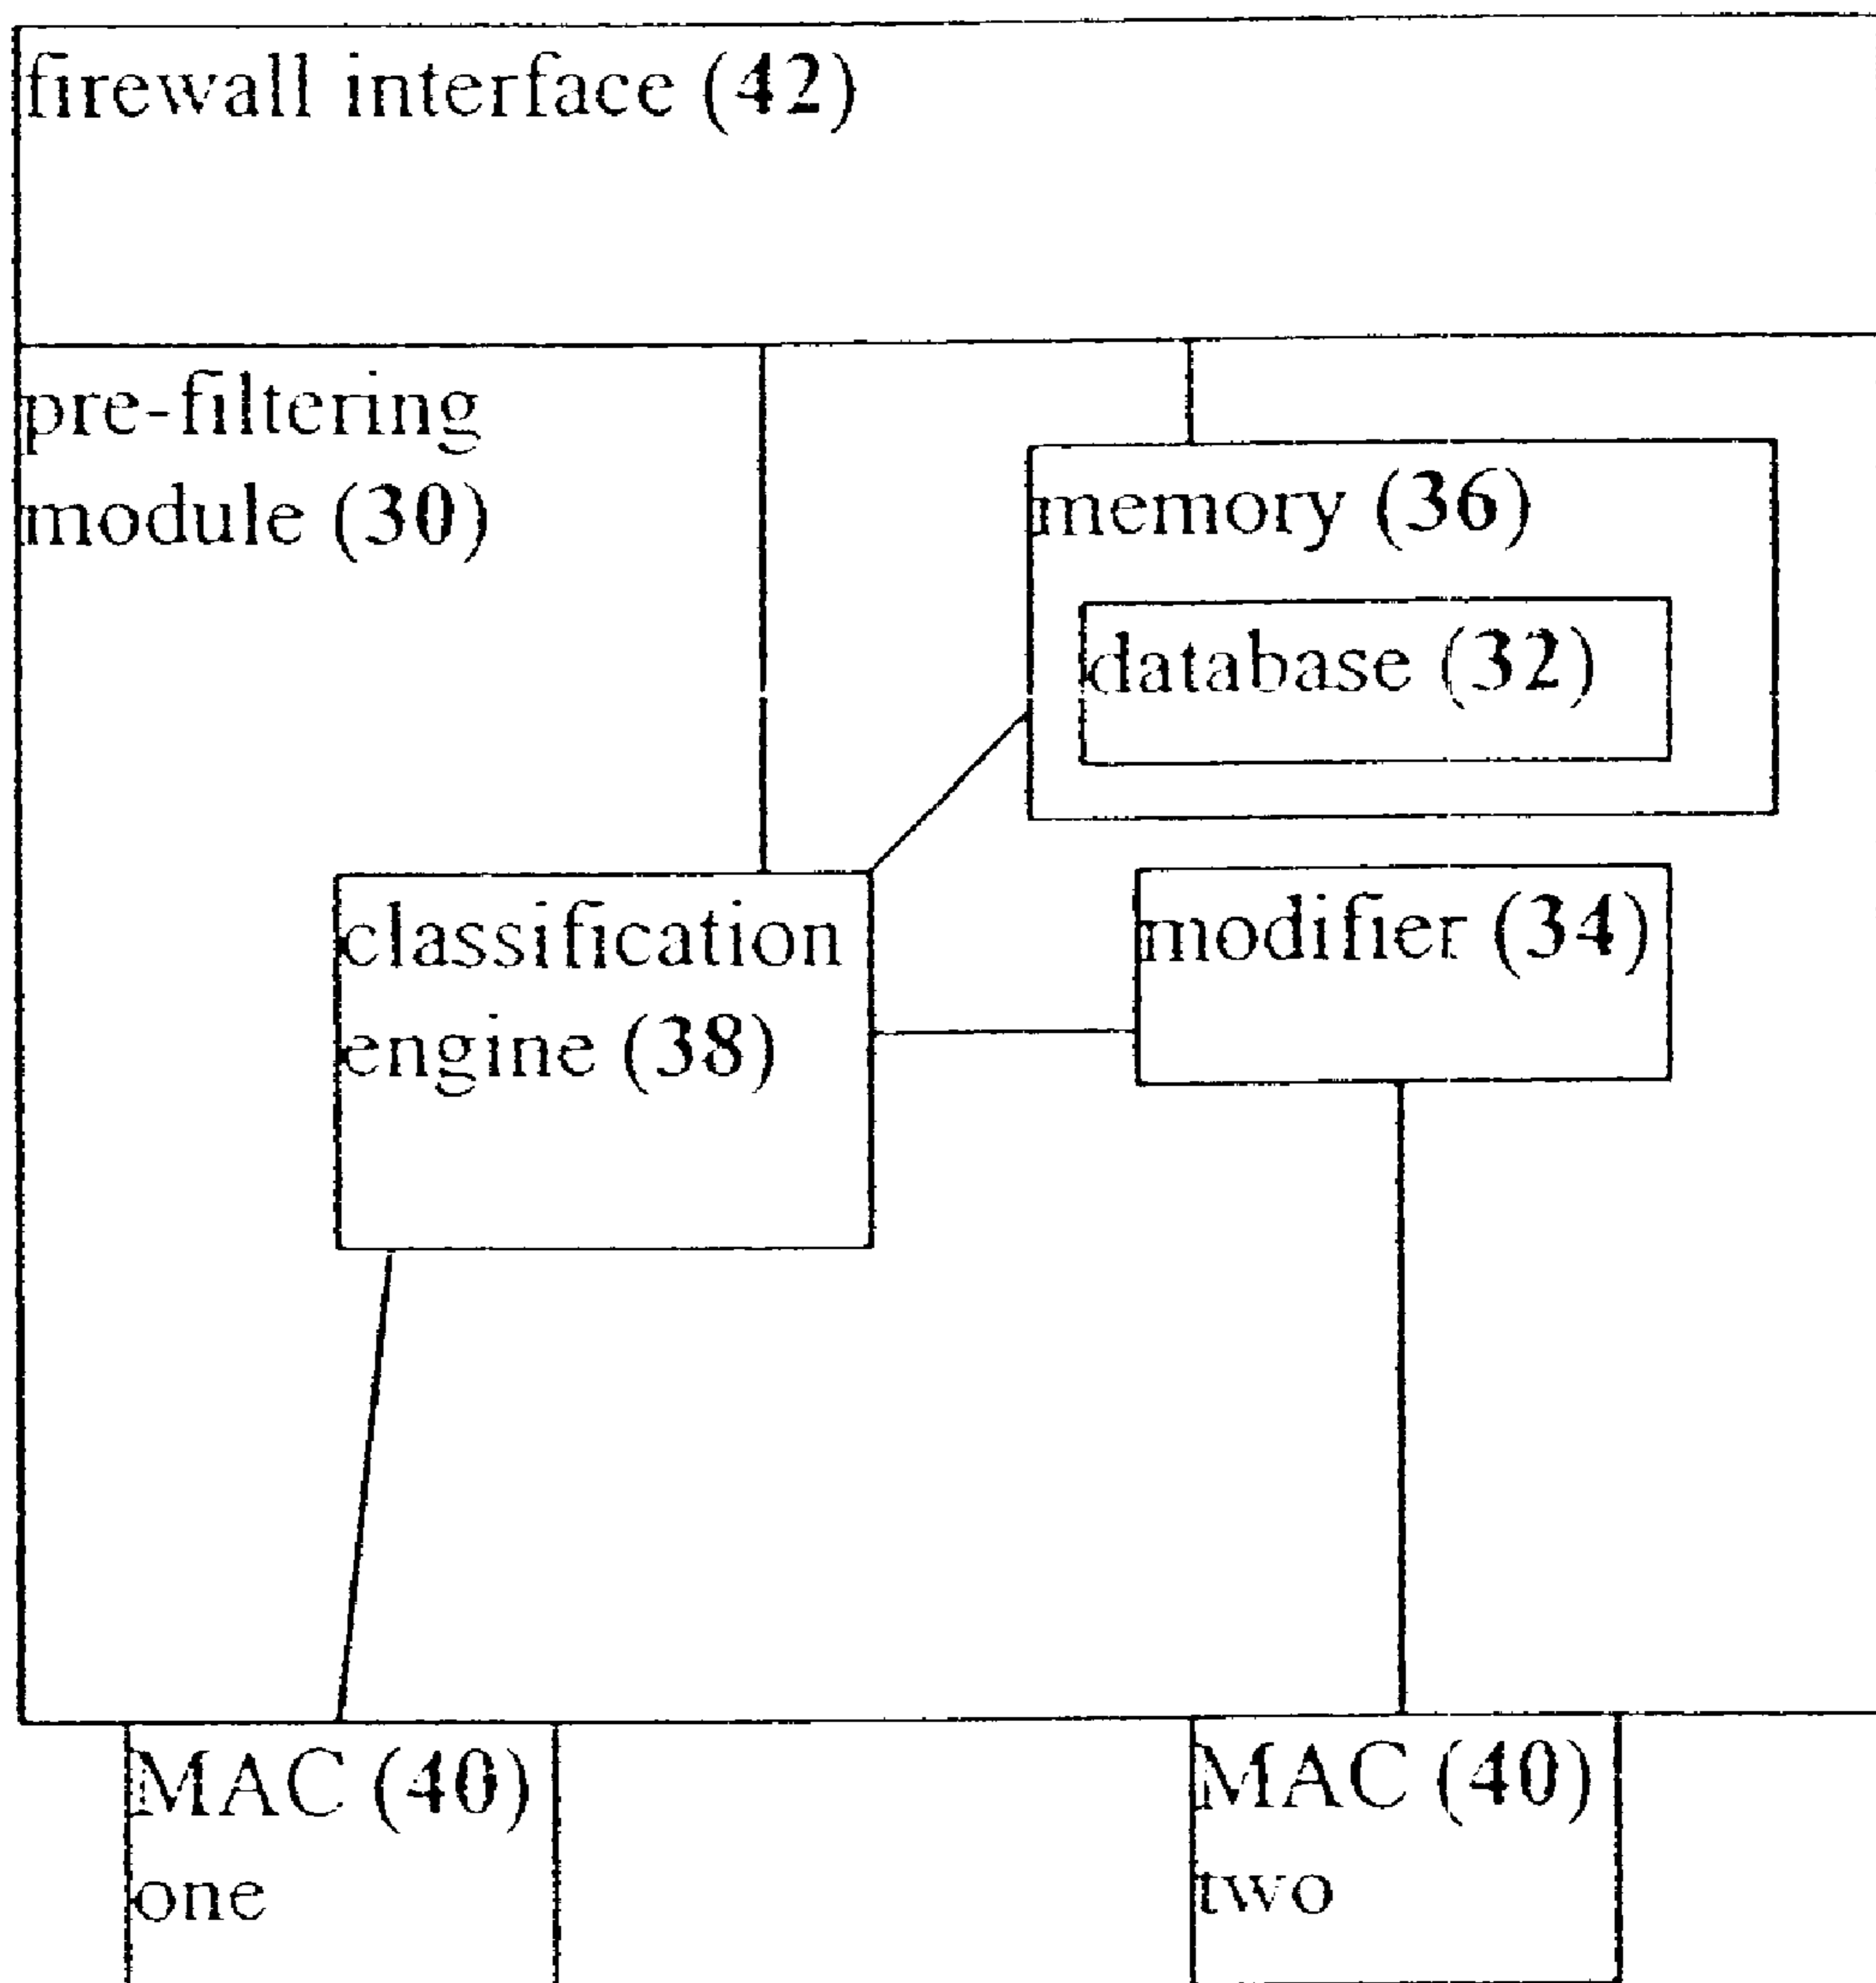 firewall interface (42)
pre-filtering
module (30)
memory (36)
database (32)
classification
engine (38)
modifier (34)
MAC (40)
one
MAC (40)
two